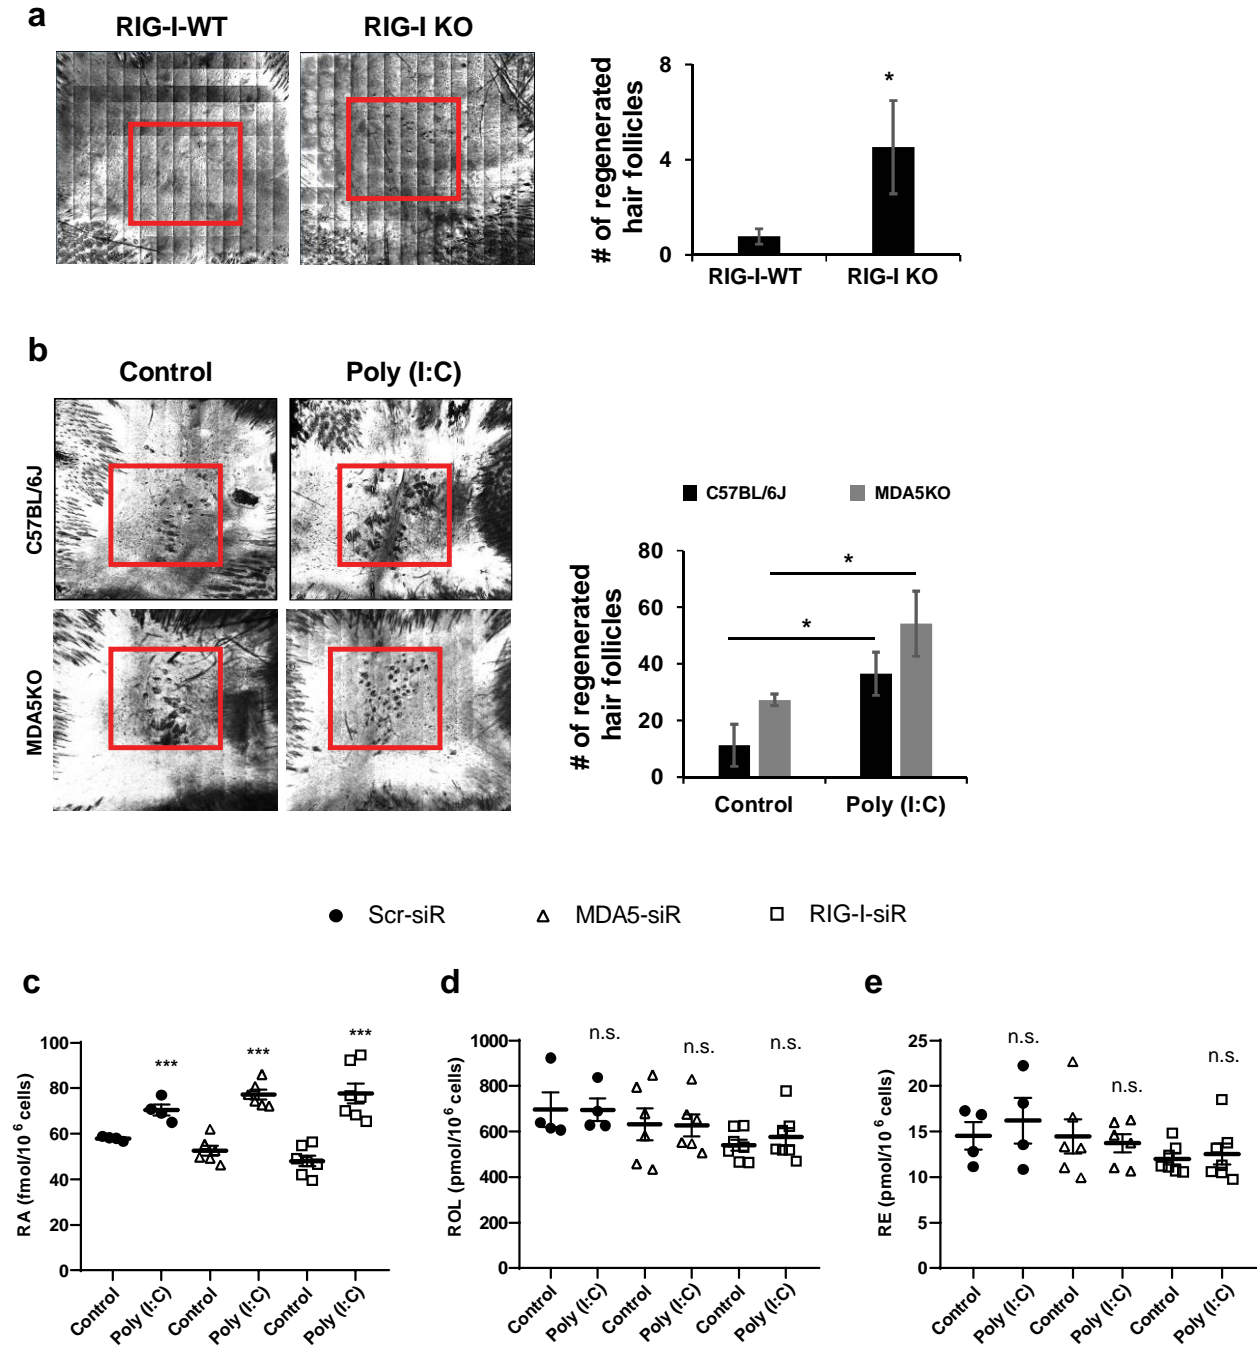 a
RIG-I-WT
RIG-I KO
# of regenerated
hair follicles
8
4
0
*
RIG-I-WT
RIG-I KO
b
Control
Poly (I:C)
C57BL/6J
MDA5KO
C57BL/6J
MDA5KO
# of regenerated
hair follicles
80
60
40
20
0
*
*
Control
Poly (I:C)
Scr-siR
MDA5-siR
RIG-I-siR
c
RA (fmol/10⁶ cells)
100
80
60
40
20
0
***
***
***
Control
Poly (I:C)
Control
Poly (I:C)
Control
Poly (I:C)
d
ROL (pmol/10⁶ cells)
1000
800
600
400
200
0
n.s.
n.s.
n.s.
Control
Poly (I:C)
Control
Poly (I:C)
Control
Poly (I:C)
e
RE (pmol/10⁶ cells)
25
20
15
10
5
0
n.s.
n.s.
n.s.
Control
Poly (I:C)
Control
Poly (I:C)
Control
Poly (I:C)